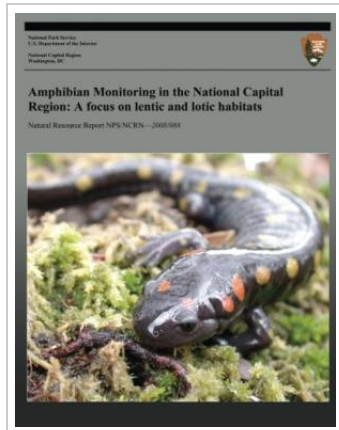 National Park Service
U.S. Department of the Interior
National Capital Region
Washington, DC
Amphibian Monitoring in the National Capital
Region: A focus on lentic and lotic habitats
Natural Resource Report NPS/NCRN—2008/088